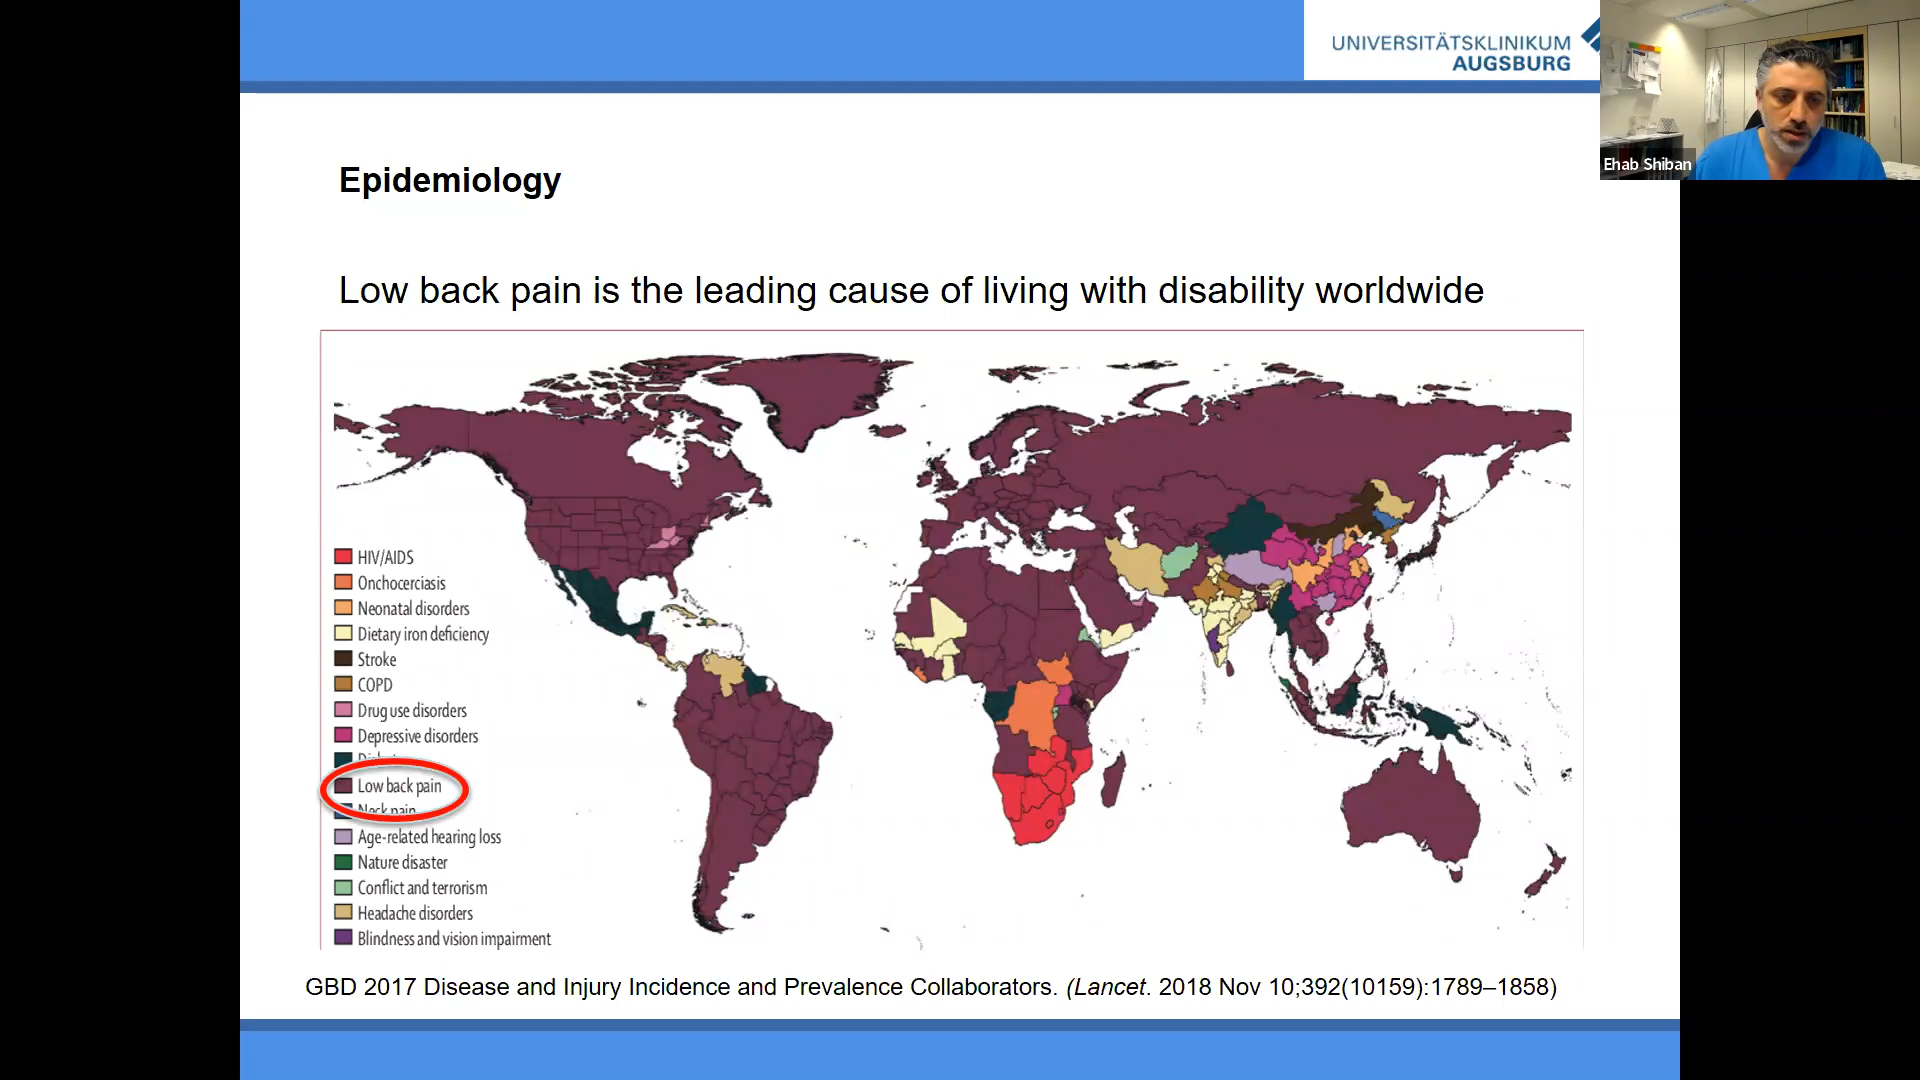 UNIVERSITÄTSKLINIKUM
AUGSBURG
Ehab Shiban
Epidemiology
Low back pain is the leading cause of living with disability worldwide
HIV/AIDS
Onchocerciasis
Neonatal disorders
Dietary iron deficiency
Stroke
COPD
Drug use disorders
Depressive disorders
Low back pain
Neck pain
Age-related hearing loss
Nature disaster
Conflict and terrorism
Headache disorders
Blindness and vision impairment
GBD 2017 Disease and Injury Incidence and Prevalence Collaborators. (Lancet. 2018 Nov 10;392(10159):1789–1858)